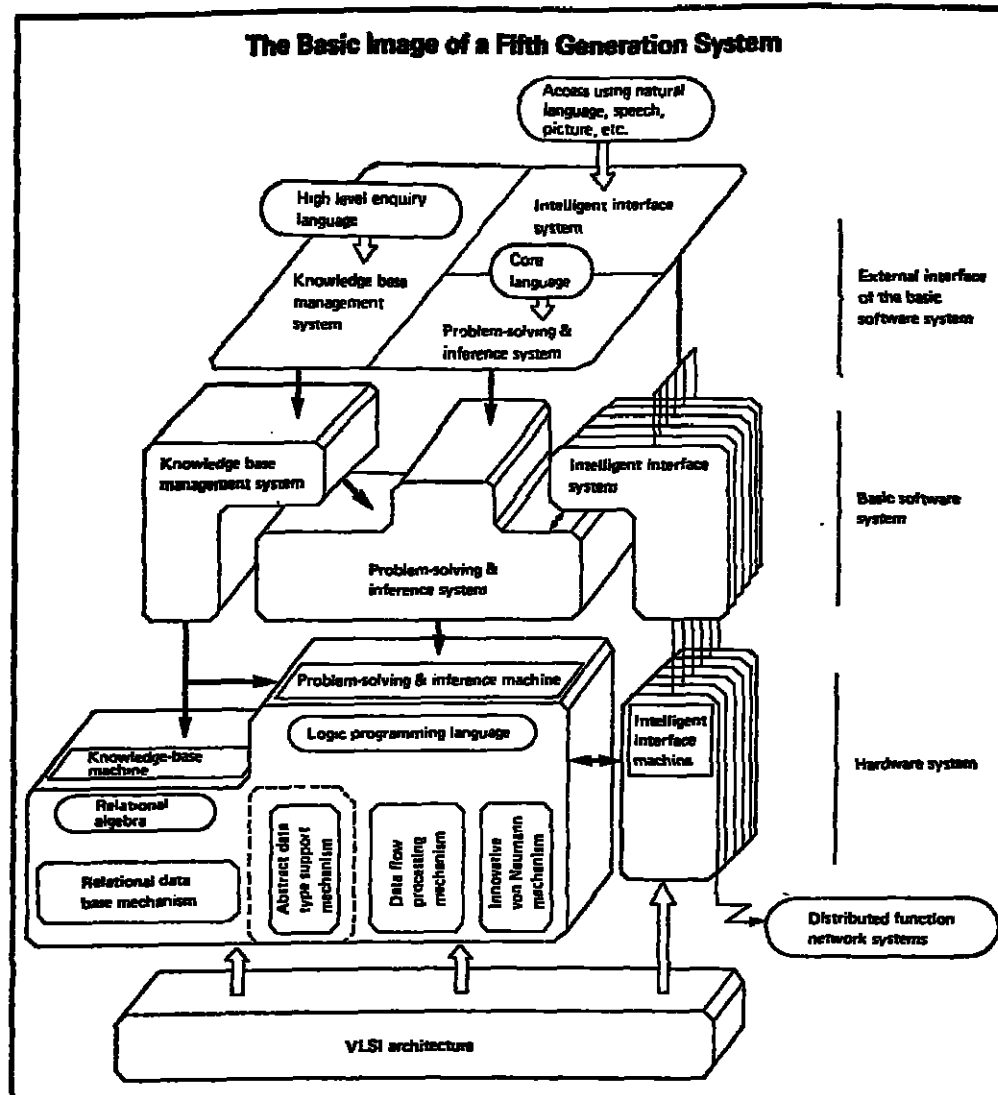 The Basic Image of a Fifth Generation System
Access using natural
language, speech,
picture, etc.
High level enquiry
language
Intelligent interface
system
Core
language
Knowledge base
management
system
Problem-solving &
inference system
External interface
of the basic
software system
Knowledge base
management system
Intelligent interface
system
Problem-solving &
inference system
Basic software
system
Problem-solving & inference machine
Logic programming language
Knowledge-base
machine
Relational
algebra
Relational data
base mechanism
Abstract data
type support
mechanism
Data flow
processing
mechanism
Innovative
von Neumann
mechanism
Intelligent
interface
machine
Hardware system
Distributed function
network systems
VLSI architecture